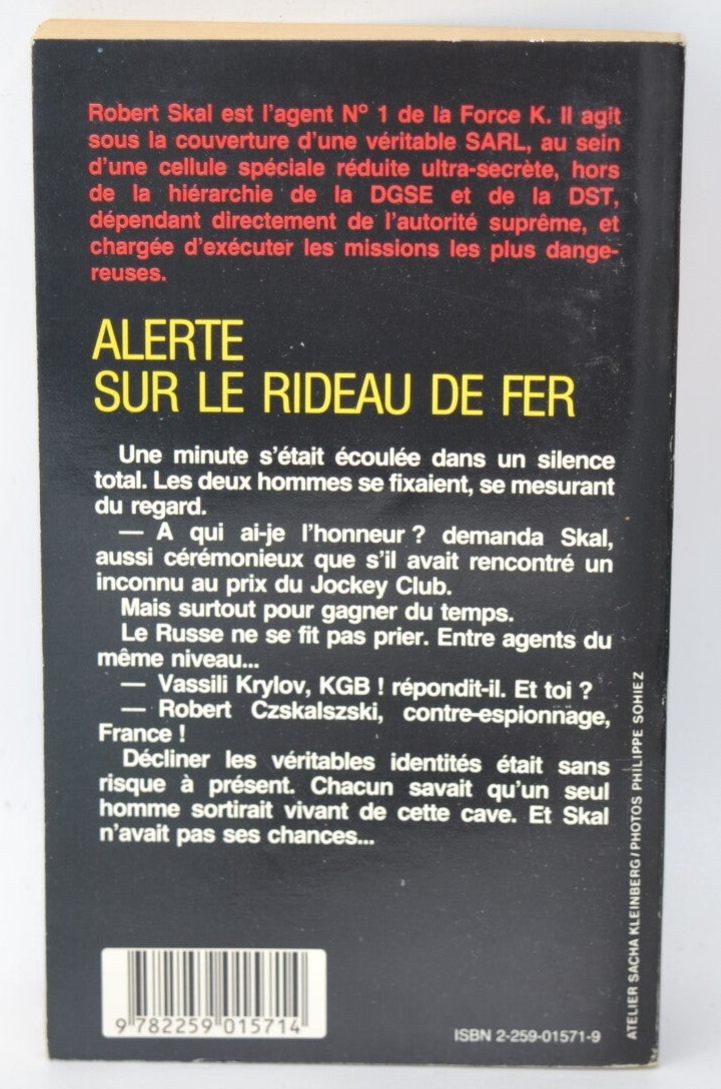 Robert Skal est l'agent N° 1 de la Force K. Il agit
sous la couverture d'une véritable SARL, au sein
d'une cellule spéciale réduite ultra-secrète, hors
de la hiérarchie de la DGSE et de la DST,
dépendant directement de l'autorité suprême, et
chargée d'exécuter les missions les plus dange-
reuses.
ALERTE
SUR LE RIDEAU DE FER
Une minute s'était écoulée dans un silence
total. Les deux hommes se fixaient, se mesurant
du regard.
— A qui ai-je l'honneur ? demanda Skal,
aussi cérémonieux que s'il avait rencontré un
inconnu au prix du Jockey Club.
Mais surtout pour gagner du temps.
Le Russe ne se fit pas prier. Entre agents du
même niveau...
— Vassili Krylov, KGB ! répondit-il. Et toi ?
— Robert Czskalszski, contre-espionnage,
France !
Décliner les véritables identités était sans
risque à présent. Chacun savait qu'un seul
homme sortirait vivant de cette cave. Et Skal
n'avait pas ses chances...
ATELIER SACHA KLEINBERG / PHOTOS PHILIPPE SOHIEZ
9 782259 015714
ISBN 2-259-01571-9